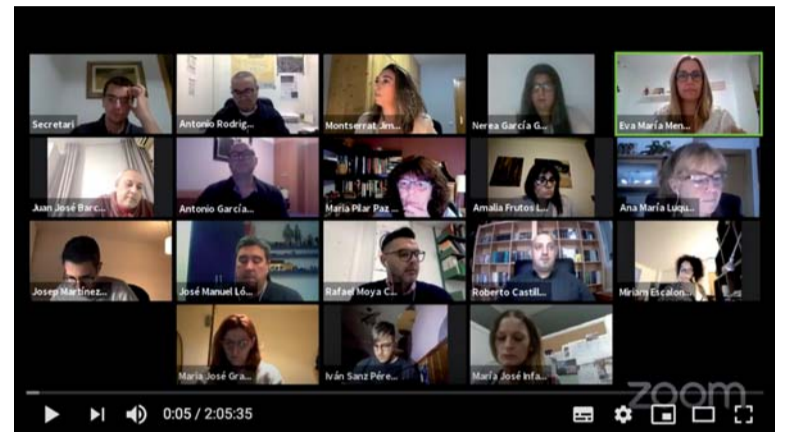 Secretari
Antonio Rodrig...
Montserrat Jim...
Nerea García G...
Eva María Men...
Juan José Barc...
Antonio García...
Maria Pilar Paz ...
Amalia Frutos L...
Ana María Luqu...
Josep Martínez...
José Manuel Ló...
Rafael Moya C...
Roberto Castill...
Miriam Escalon...
Maria José Gra...
Iván Sanz Pére...
María José Infa...
zoom
0:05 / 2:05:35